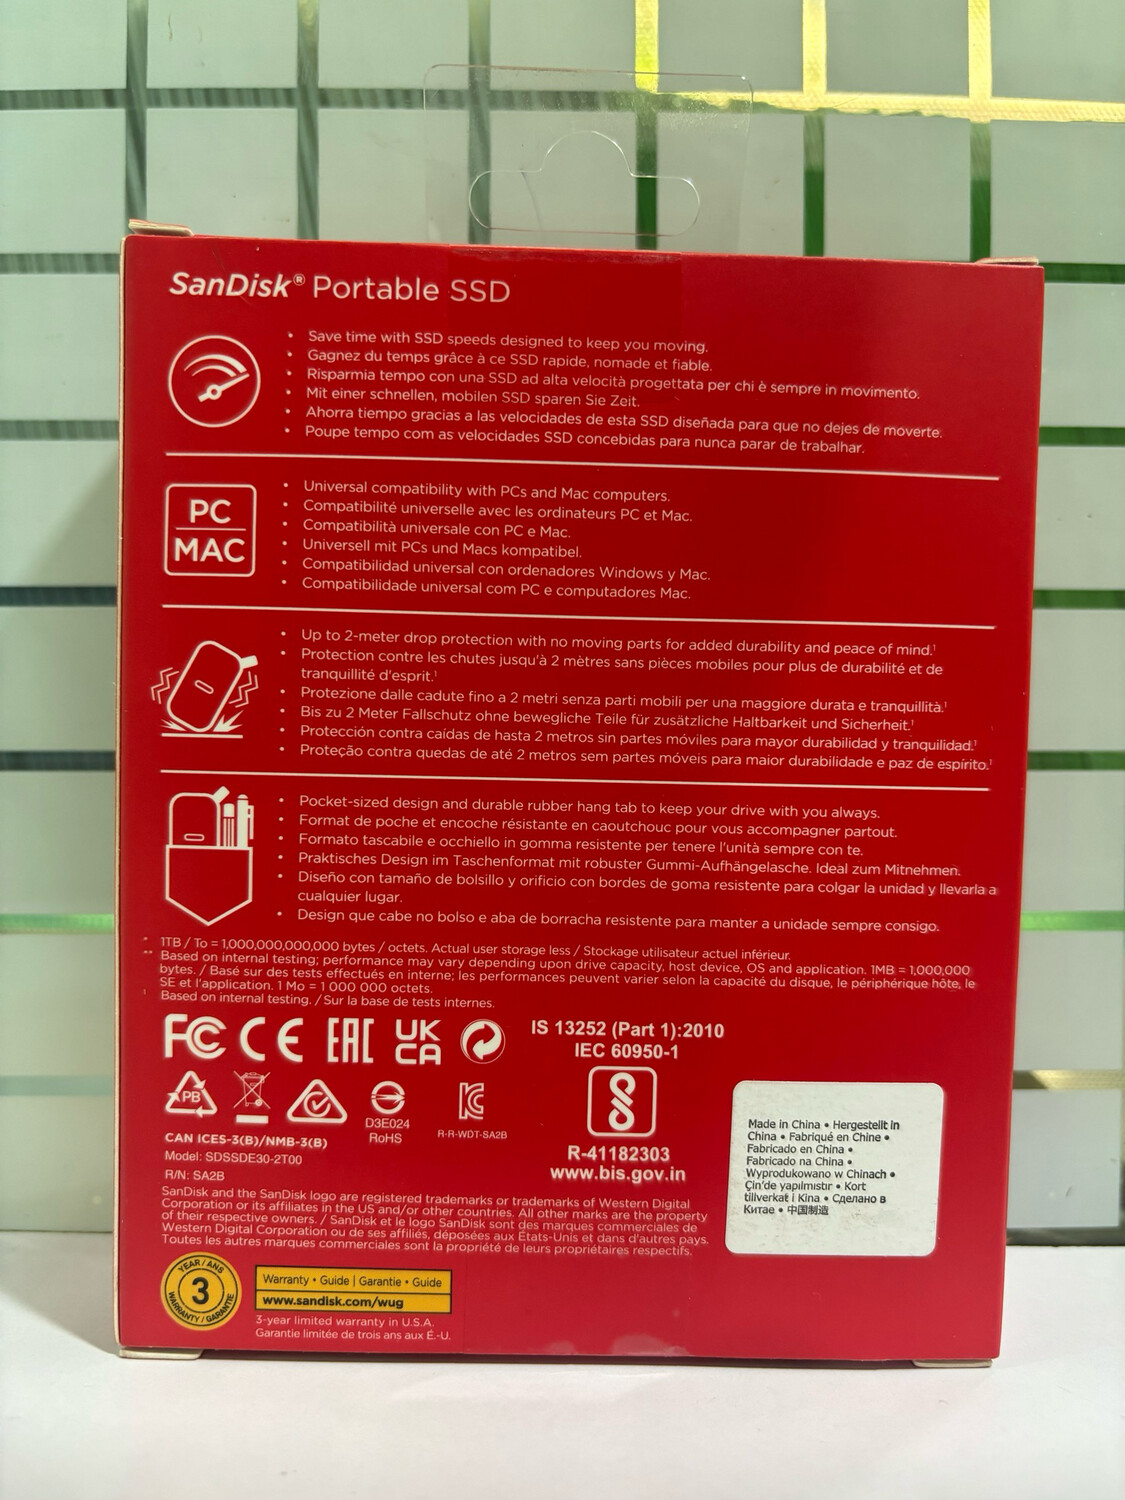 SanDisk® Portable SSD
• Save time with SSD speeds designed to keep you moving.
• Gagnez du temps grâce à ce SSD rapide, nomade et fiable.
• Risparmia tempo con una SSD ad alta velocità progettata per chi è sempre in movimento.
• Mit einer schnellen, mobilen SSD sparen Sie Zeit.
• Ahorra tiempo gracias a las velocidades de esta SSD diseñada para que no dejes de moverte.
• Poupe tempo com as velocidades SSD concebidas para nunca parar de trabalhar.
PC
MAC
• Universal compatibility with PCs and Mac computers.
• Compatibilité universelle avec les ordinateurs PC et Mac.
• Compatibilità universale con PC e Mac.
• Universell mit PCs und Macs kompatibel.
• Compatibilidad universal con ordenadores Windows y Mac.
• Compatibilidade universal com PC e computadores Mac.
• Up to 2-meter drop protection with no moving parts for added durability and peace of mind.¹
• Protection contre les chutes jusqu'à 2 mètres sans pièces mobiles pour plus de durabilité et de
tranquillité d'esprit.¹
• Protezione dalle cadute fino a 2 metri senza parti mobili per una maggiore durata e tranquillità.¹
• Bis zu 2 Meter Fallschutz ohne bewegliche Teile für zusätzliche Haltbarkeit und Sicherheit.¹
• Protección contra caídas de hasta 2 metros sin partes móviles para mayor durabilidad y tranquilidad.¹
• Proteção contra quedas de até 2 metros sem partes móveis para maior durabilidade e paz de espírito.¹
• Pocket-sized design and durable rubber hang tab to keep your drive with you always.
• Format de poche et encoche résistante en caoutchouc pour vous accompagner partout.
• Formato tascabile e occhiello in gomma resistente per tenere l'unità sempre con te.
• Praktisches Design im Taschenformat mit robuster Gummi-Aufhängelasche. Ideal zum Mitnehmen.
• Diseño con tamaño de bolsillo y orificio con bordes de goma resistente para colgar la unidad y llevarla a
cualquier lugar.
• Design que cabe no bolso e aba de borracha resistente para manter a unidade sempre consigo.
* 1TB / To = 1,000,000,000,000 bytes / octets. Actual user storage less / Stockage utilisateur actuel inférieur.
** Based on internal testing; performance may vary depending upon drive capacity, host device, OS and application. 1MB = 1,000,000
bytes. / Basé sur des tests effectués en interne; les performances peuvent varier selon la capacité du disque, le périphérique hôte, le
SE et l'application. 1 Mo = 1 000 000 octets.
¹ Based on internal testing. / Sur la base de tests internes.
FC CE EAC UK
CA
IS 13252 (Part 1):2010
IEC 60950-1
PB
D3E024
RoHS
R-R-WDT-SA2B
R-41182303
www.bis.gov.in
CAN ICES-3(B)/NMB-3(B)
Model: SDSSDE30-2T00
R/N: SA2B
SanDisk and the SanDisk logo are registered trademarks or trademarks of Western Digital
Corporation or its affiliates in the US and/or other countries. All other marks are the property
of their respective owners. / SanDisk et le logo SanDisk sont des marques commerciales de
Western Digital Corporation ou de ses affiliés, déposées aux États-Unis et dans d'autres pays.
Toutes les autres marques commerciales sont la propriété de leurs propriétaires respectifs.
Made in China • Hergestellt in
China • Fabriqué en Chine •
Fabricado en China •
Fabricado na China •
Wyprodukowano w Chinach •
Çin'de yapılmıstır • Kort
tillverkat i Kina • Сделано в
Китае • 中国制造
YEAR / ANS
3
WARRANTY / GARANTIE
Warranty • Guide | Garantie • Guide
www.sandisk.com/wug
3-year limited warranty in U.S.A.
Garantie limitée de trois ans aux É.-U.